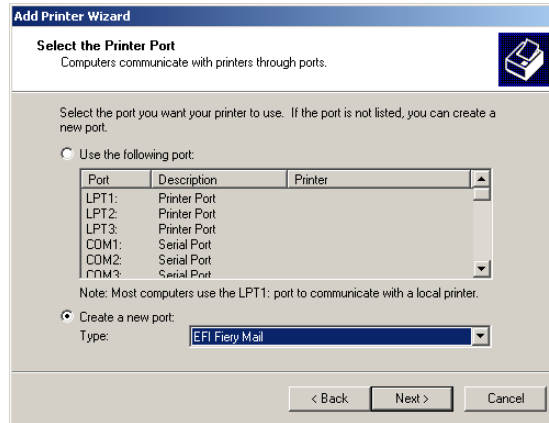 Add Printer Wizard
Select the Printer Port
Computers communicate with printers through ports.
Select the port you want your printer to use. If the port is not listed, you can create a
new port.
Use the following port:
Port Description Printer
LPT1: Printer Port
LPT2: Printer Port
LPT3: Printer Port
COM1: Serial Port
COM2: Serial Port
COM3: Serial Port
Note: Most computers use the LPT1: port to communicate with a local printer.
Create a new port:
Type: EFI Fiery Mail
< Back Next > Cancel